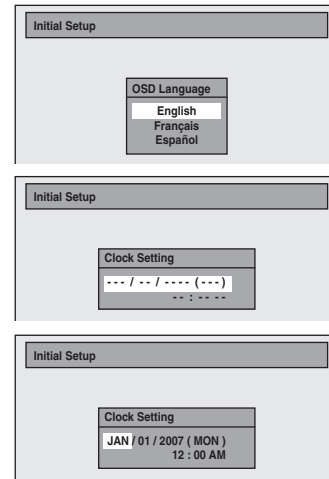 Initial Setup
OSD Language
English
Français
Español
Initial Setup
Clock Setting
- - - / - - / - - - - ( - - - )
- - : - - - -
Initial Setup
Clock Setting
JAN / 01 / 2007 ( MON )
12 : 00 AM